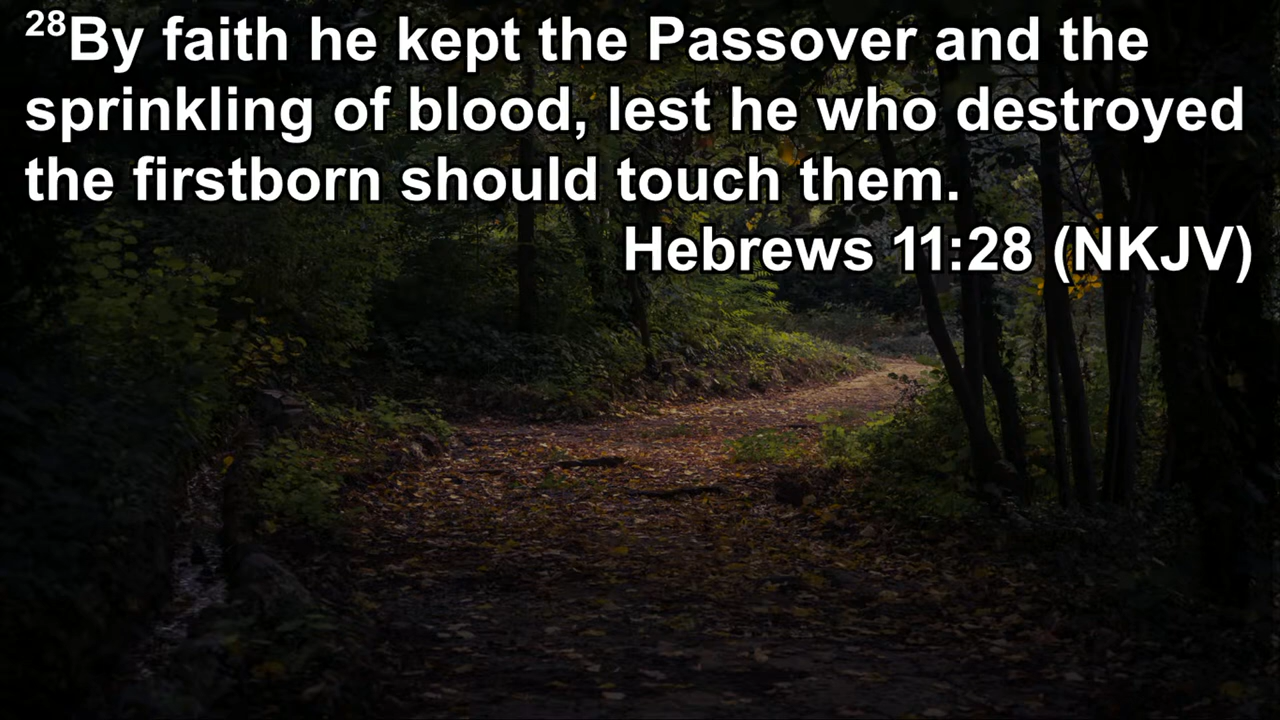 28By faith he kept the Passover and the
sprinkling of blood, lest he who destroyed
the firstborn should touch them.
Hebrews 11:28 (NKJV)